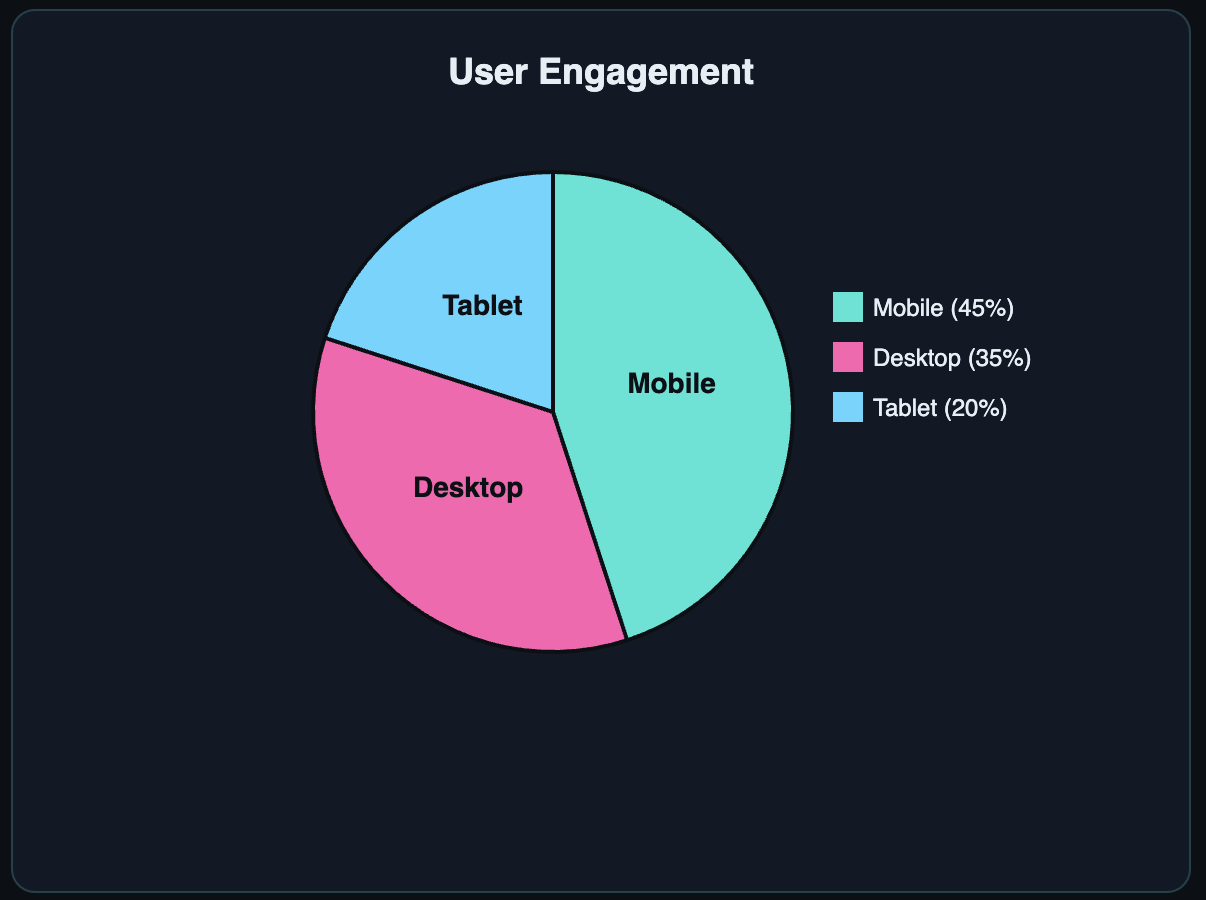 User Engagement
Tablet
Mobile
Desktop
Mobile (45%)
Desktop (35%)
Tablet (20%)